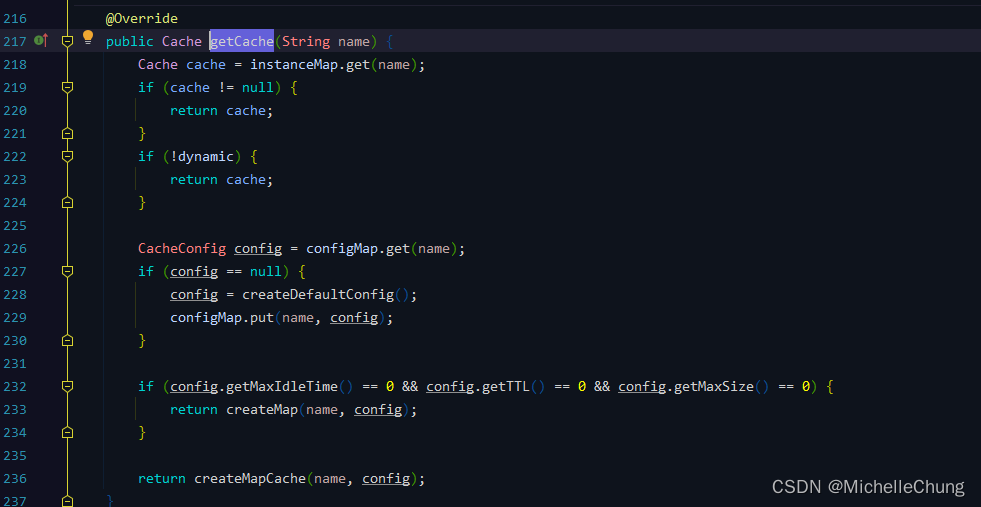 216 @Override
217 public Cache getCache(String name) {
218 Cache cache = instanceMap.get(name);
219 if (cache != null) {
220 return cache;
221 }
222 if (!dynamic) {
223 return cache;
224 }
225
226 CacheConfig config = configMap.get(name);
227 if (config == null) {
228 config = createDefaultConfig();
229 configMap.put(name, config);
230 }
231
232 if (config.getMaxIdleTime() == 0 && config.getTTL() == 0 && config.getMaxSize() == 0) {
233 return createMap(name, config);
234 }
235
236 return createMapCache(name, config);
237 }
CSDN @MichelleChung